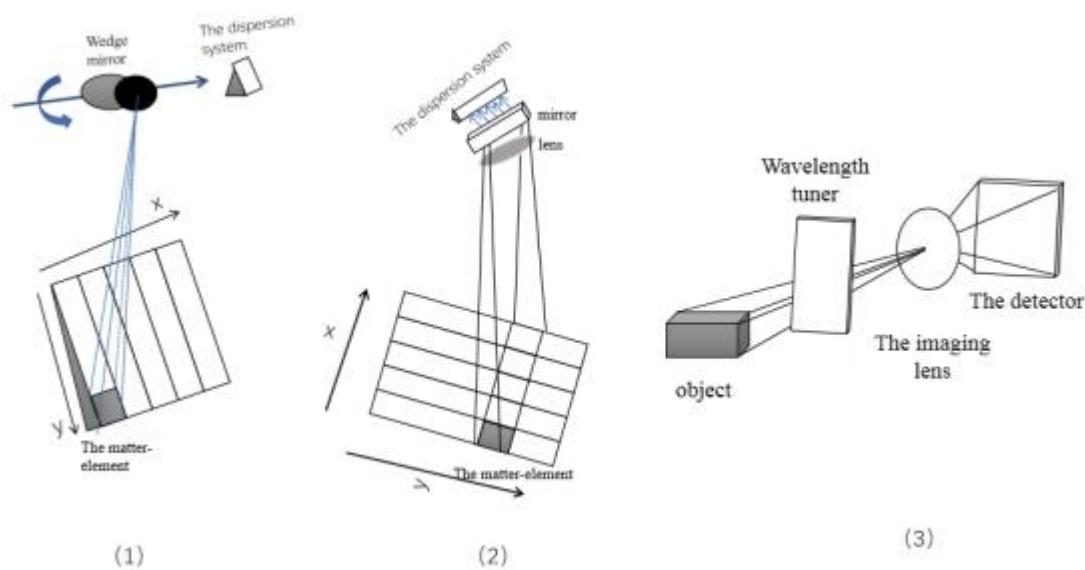 Wedge
mirror
The dispersion
system
x
y
The matter-
element
(1)
The dispersion system
mirror
lens
x
y
The matter-element
(2)
Wavelength
tuner
The detector
The imaging
lens
object
(3)